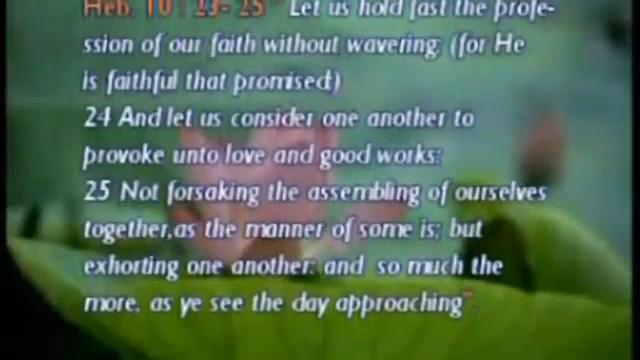 Heb. 10 : 23- 25 " Let us hold fast the profe-
ssion of our faith without wavering; (for He
is faithful that promised;)
24 And let us consider one another to
provoke unto love and good works:
25 Not forsaking the assembling of ourselves
together,as the manner of some is; but
exhorting one another: and so much the
more, as ye see the day approaching".